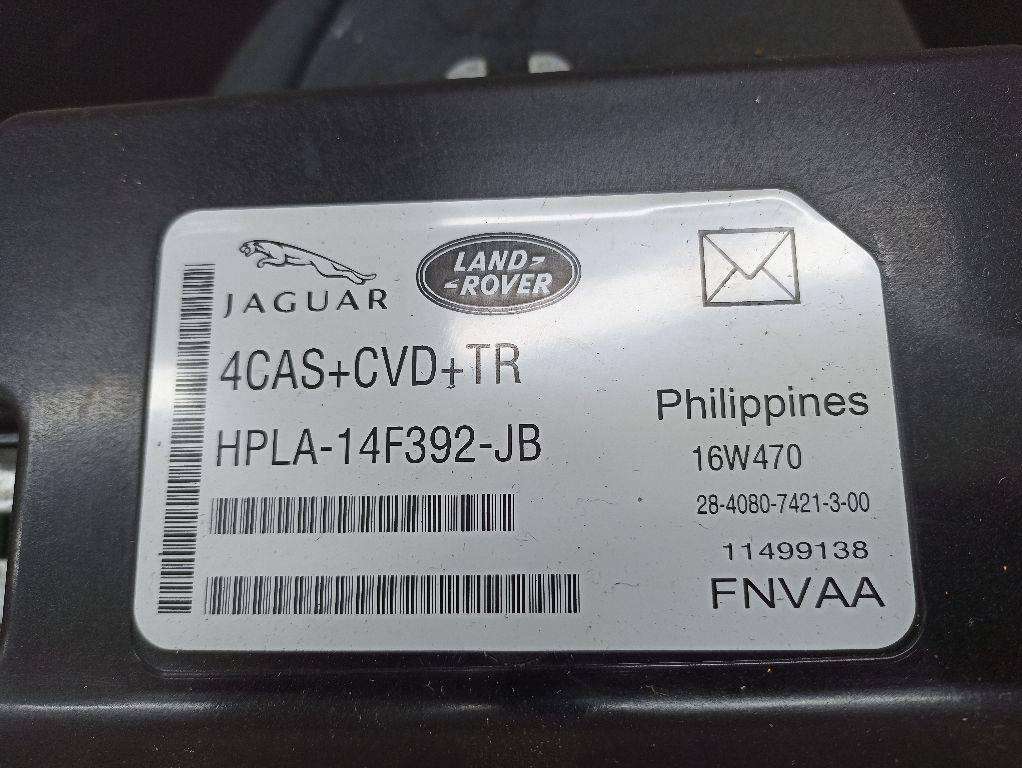 JAGUAR
LAND-
-ROVER
4CAS+CVD+TR
HPLA-14F392-JB
Philippines
16W470
28-4080-7421-3-00
11499138
FNVAA